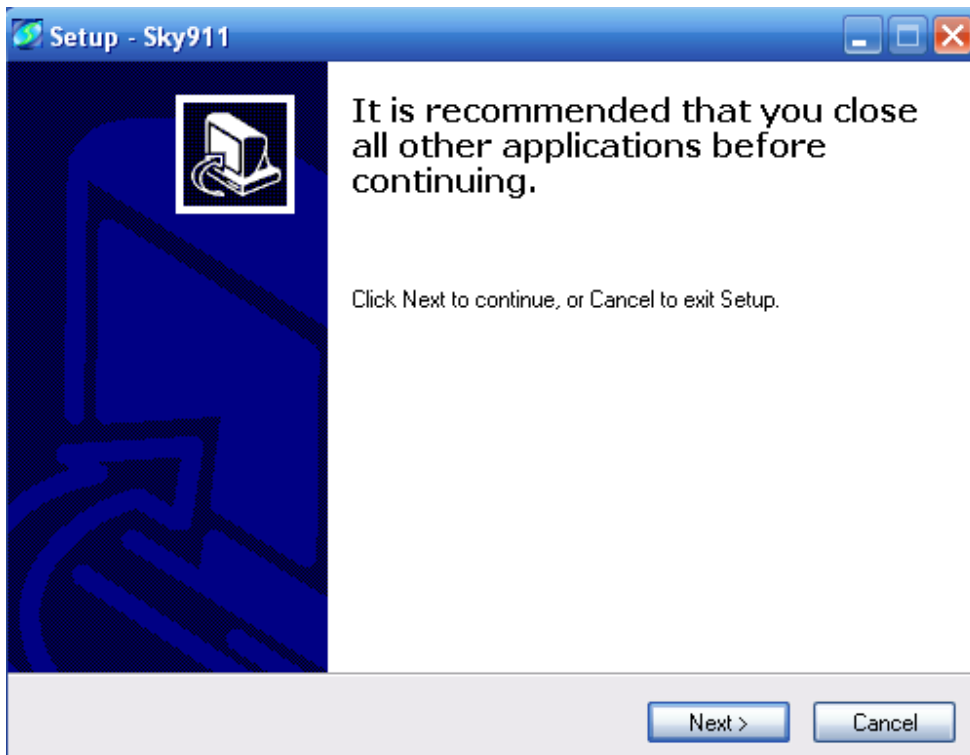 Setup - Sky911
It is recommended that you close
all other applications before
continuing.
Click Next to continue, or Cancel to exit Setup.
Next >
Cancel